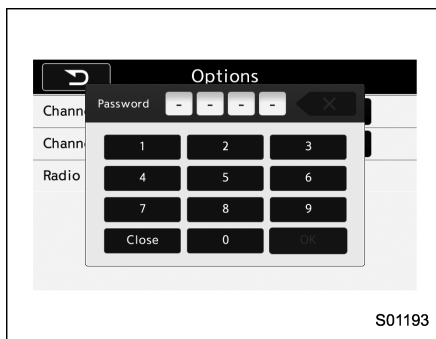 Options
Password - - - - X
Chann
Chann
Radio
1 2 3
4 5 6
7 8 9
Close 0 OK
S01193